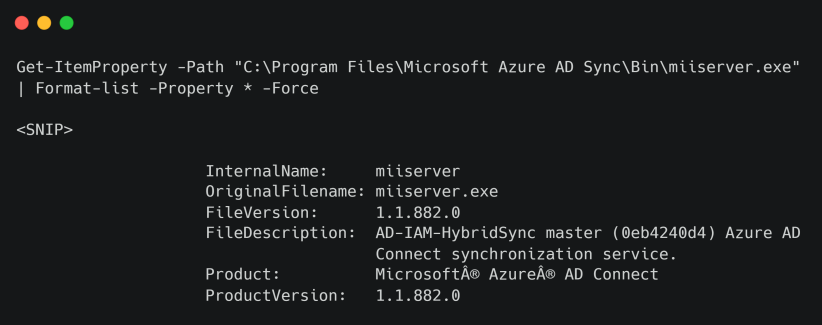 Get-ItemProperty -Path "C:\Program Files\Microsoft Azure AD Sync\Bin\miiserver.exe"
| Format-list -Property * -Force
<SNIP>
InternalName: miiserver
OriginalFilename: miiserver.exe
FileVersion: 1.1.882.0
FileDescription: AD-IAM-HybridSync master (0eb4240d4) Azure AD
Connect synchronization service.
Product: MicrosoftÂ® AzureÂ® AD Connect
ProductVersion: 1.1.882.0